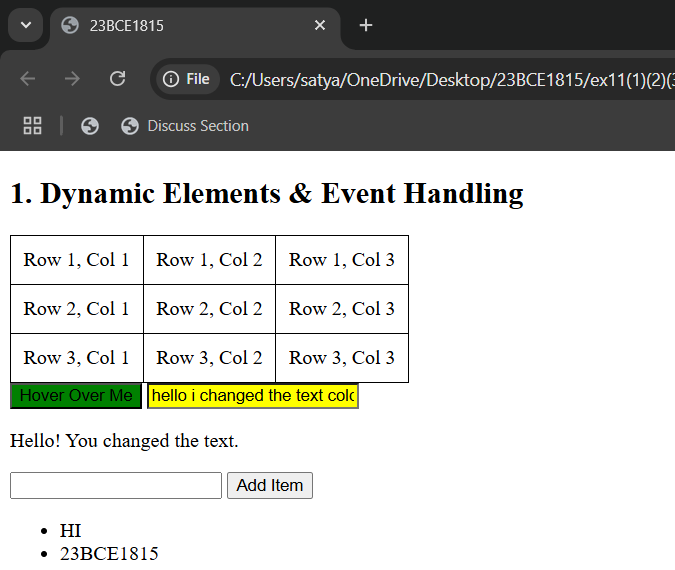 23BCE1815
File C:/Users/satya/OneDrive/Desktop/23BCE1815/ex11(1)(2)(3
Discuss Section
1. Dynamic Elements & Event Handling
Row 1, Col 1 Row 1, Col 2 Row 1, Col 3
Row 2, Col 1 Row 2, Col 2 Row 2, Col 3
Row 3, Col 1 Row 3, Col 2 Row 3, Col 3
Hover Over Me hello i changed the text colo
Hello! You changed the text.
Add Item
HI
23BCE1815